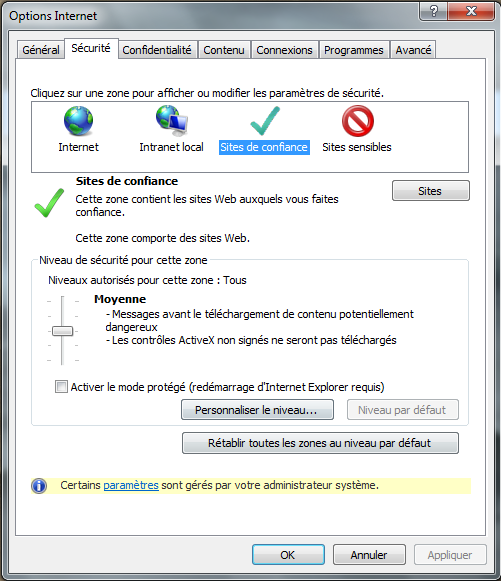 Options Internet
Général
Sécurité
Confidentialité
Contenu
Connexions
Programmes
Avancé
Cliquez sur une zone pour afficher ou modifier les paramètres de sécurité.
Internet
Intranet local
Sites de confiance
Sites sensibles
Sites de confiance
Sites
Cette zone contient les sites Web auxquels vous faites
confiance.
Cette zone comporte des sites Web.
Niveau de sécurité pour cette zone
Niveaux autorisés pour cette zone : Tous
Moyenne
- Messages avant le téléchargement de contenu potentiellement
dangereux
- Les contrôles ActiveX non signés ne seront pas téléchargés
Activer le mode protégé (redémarrage d'Internet Explorer requis)
Personnaliser le niveau...
Niveau par défaut
Rétablir toutes les zones au niveau par défaut
Certains paramètres sont gérés par votre administrateur système.
OK
Annuler
Appliquer